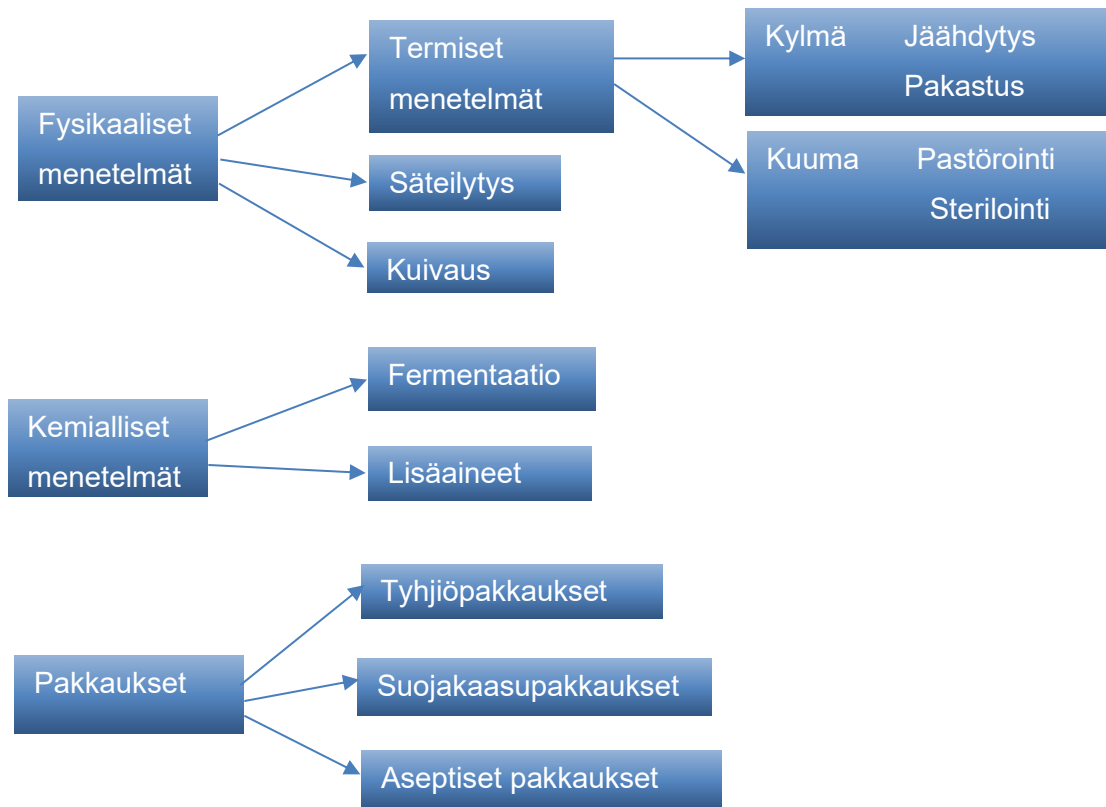 Fysikaaliset
menetelmät
Termiset
menetelmät
Kylmä Jäähdytys
Pakastus
Kuuma Pastörointi
Sterilointi
Säteilytys
Kuivaus
Kemialliset
menetelmät
Fermentaatio
Lisäaineet
Pakkaukset
Tyhjiöpakkaukset
Suojakaasupakkaukset
Aseptiset pakkaukset